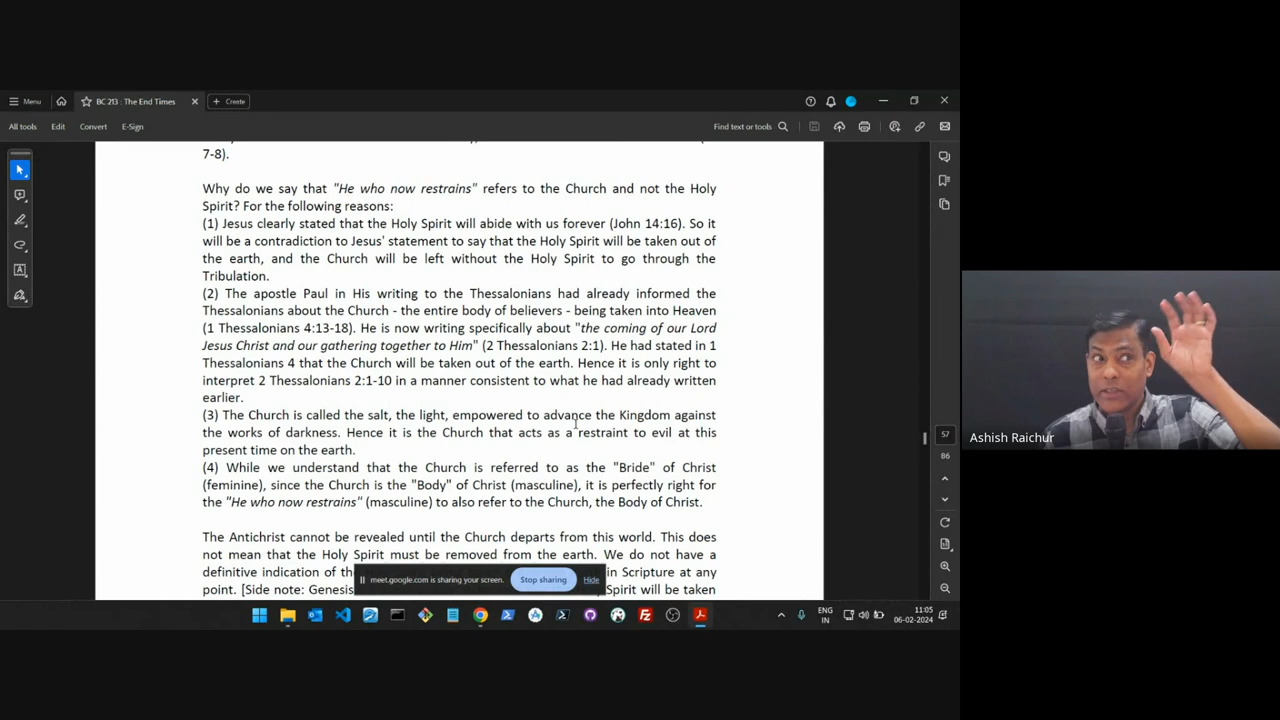 Menu
BC 213 : The End Times
Create
All tools
Edit
Convert
E-Sign
Find text or tools
7-8).
Why do we say that "He who now restrains" refers to the Church and not the Holy
Spirit? For the following reasons:
(1) Jesus clearly stated that the Holy Spirit will abide with us forever (John 14:16). So it
will be a contradiction to Jesus' statement to say that the Holy Spirit will be taken out of
the earth, and the Church will be left without the Holy Spirit to go through the
Tribulation.
(2) The apostle Paul in His writing to the Thessalonians had already informed the
Thessalonians about the Church - the entire body of believers - being taken into Heaven
(1 Thessalonians 4:13-18). He is now writing specifically about "the coming of our Lord
Jesus Christ and our gathering together to Him" (2 Thessalonians 2:1). He had stated in 1
Thessalonians 4 that the Church will be taken out of the earth. Hence it is only right to
interpret 2 Thessalonians 2:1-10 in a manner consistent to what he had already written
earlier.
(3) The Church is called the salt, the light, empowered to advance the Kingdom against
the works of darkness. Hence it is the Church that acts as a restraint to evil at this
present time on the earth.
(4) While we understand that the Church is referred to as the "Bride" of Christ
(feminine), since the Church is the "Body" of Christ (masculine), it is perfectly right for
the "He who now restrains" (masculine) to also refer to the Church, the Body of Christ.
The Antichrist cannot be revealed until the Church departs from this world. This does
not mean that the Holy Spirit must be removed from the earth. We do not have a
definitive indication of the in Scripture at any
point. [Side note: Genesis Spirit will be taken
meet.google.com is sharing your screen.
Stop sharing
Hide
57
86
Ashish Raichur
ENG
IN
11:05
06-02-2024